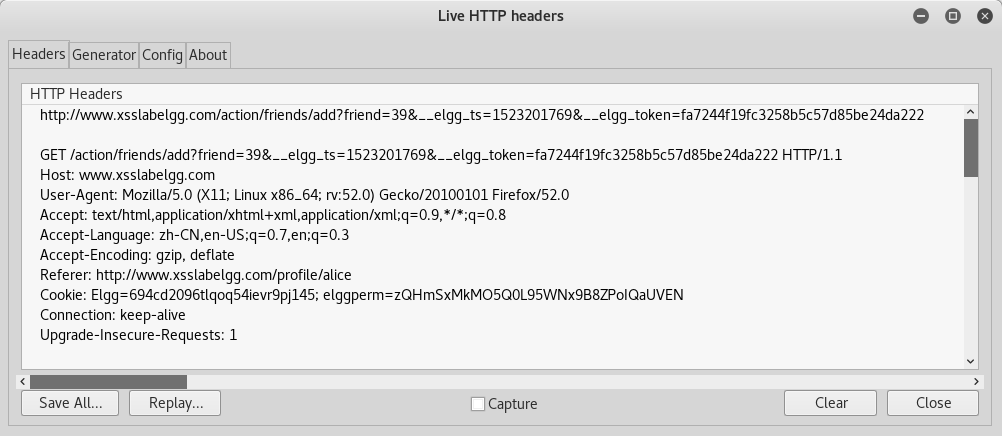 Live HTTP headers
Headers Generator Config About
HTTP Headers
http://www.xsslabelgg.com/action/friends/add?friend=39&__elgg_ts=1523201769&__elgg_token=fa7244f19fc3258b5c57d85be24da222
GET /action/friends/add?friend=39&__elgg_ts=1523201769&__elgg_token=fa7244f19fc3258b5c57d85be24da222 HTTP/1.1
Host: www.xsslabelgg.com
User-Agent: Mozilla/5.0 (X11; Linux x86_64; rv:52.0) Gecko/20100101 Firefox/52.0
Accept: text/html,application/xhtml+xml,application/xml;q=0.9,*/*;q=0.8
Accept-Language: zh-CN,en-US;q=0.7,en;q=0.3
Accept-Encoding: gzip, deflate
Referer: http://www.xsslabelgg.com/profile/alice
Cookie: Elgg=694cd2096tlqoq54ievr9pj145; elggperm=zQHmSxMkMO5Q0L95WNx9B8ZPoIQaUVEN
Connection: keep-alive
Upgrade-Insecure-Requests: 1
Save All... Replay... Capture Clear Close